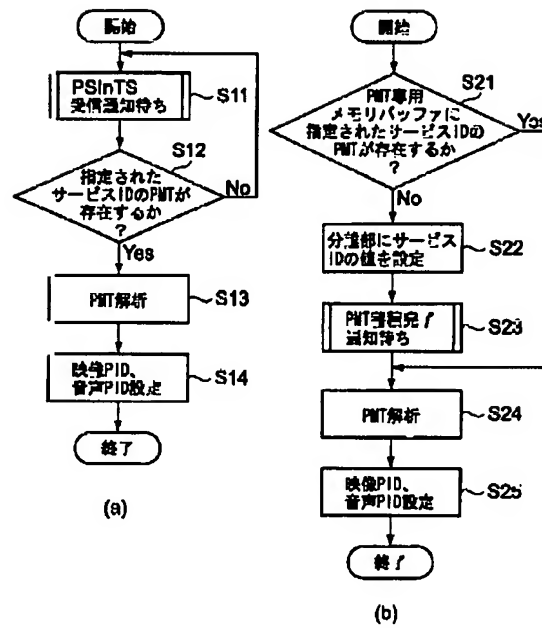 開始
PSInTS
受信通知待ち
S11
指定された
サービスIDのPMTが
存在するか
?
S12
No
Yes
PMT解析
S13
映像PID、
音声PID設定
S14
終了
(a)
開始
S21
PMT専用
メモリバッファに
指定されたサービスIDの
PMTが存在するか
?
Yes
No
分離部にサービス
IDの値を設定
S22
PMT蓄積完了
通知待ち
S23
PMT解析
S24
映像PID、
音声PID設定
S25
終了
(b)